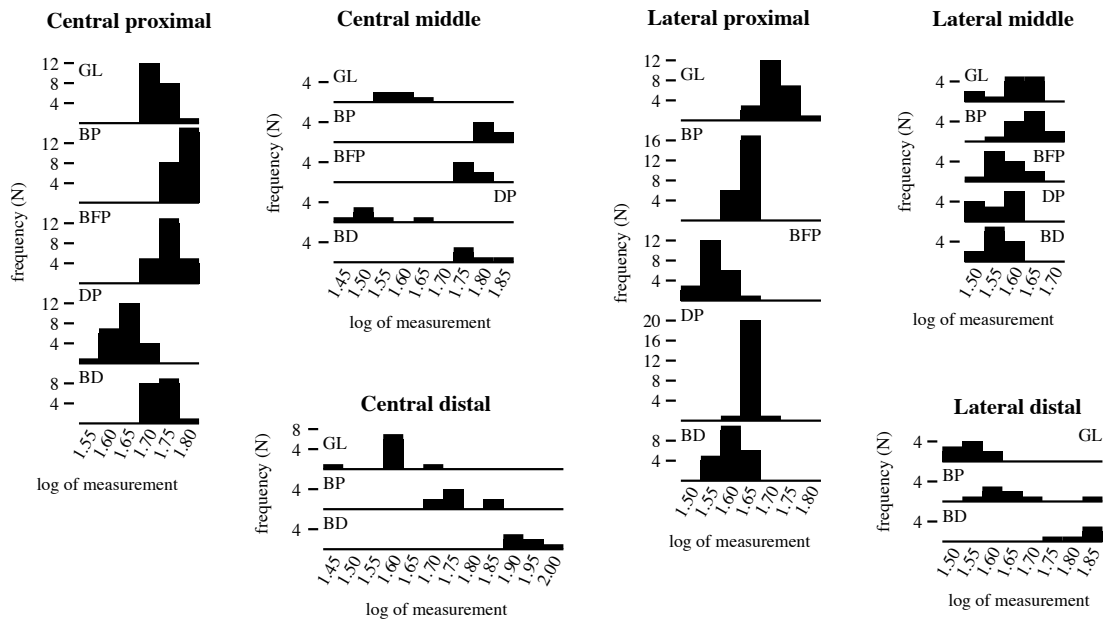 Central proximal
frequency (N)
12
8
4
GL
12
8
4
BP
12
8
4
BFP
12
8
4
DP
8
4
BD
1.55 1.60 1.65 1.70 1.75 1.80
log of measurement
Central middle
frequency (N)
4
GL
4
BP
4
BFP
4
DP
4
BD
1.45 1.50 1.55 1.60 1.65 1.70 1.75 1.80 1.85
log of measurement
Central distal
frequency (N)
8
4
GL
4
BP
4
BD
1.45 1.50 1.55 1.60 1.65 1.70 1.75 1.80 1.85 1.90 1.95 2.00
log of measurement
Lateral proximal
frequency (N)
12
8
4
GL
16
12
8
4
BP
12
8
4
BFP
20
16
12
8
4
DP
8
4
BD
1.50 1.55 1.60 1.65 1.70 1.75 1.80
log of measurement
Lateral middle
frequency (N)
4
GL
4
BP
4
BFP
4
DP
4
BD
1.50 1.55 1.60 1.65 1.70
log of measurement
Lateral distal
frequency (N)
4
GL
4
BP
4
BD
1.50 1.55 1.60 1.65 1.70 1.75 1.80 1.85
log of measurement